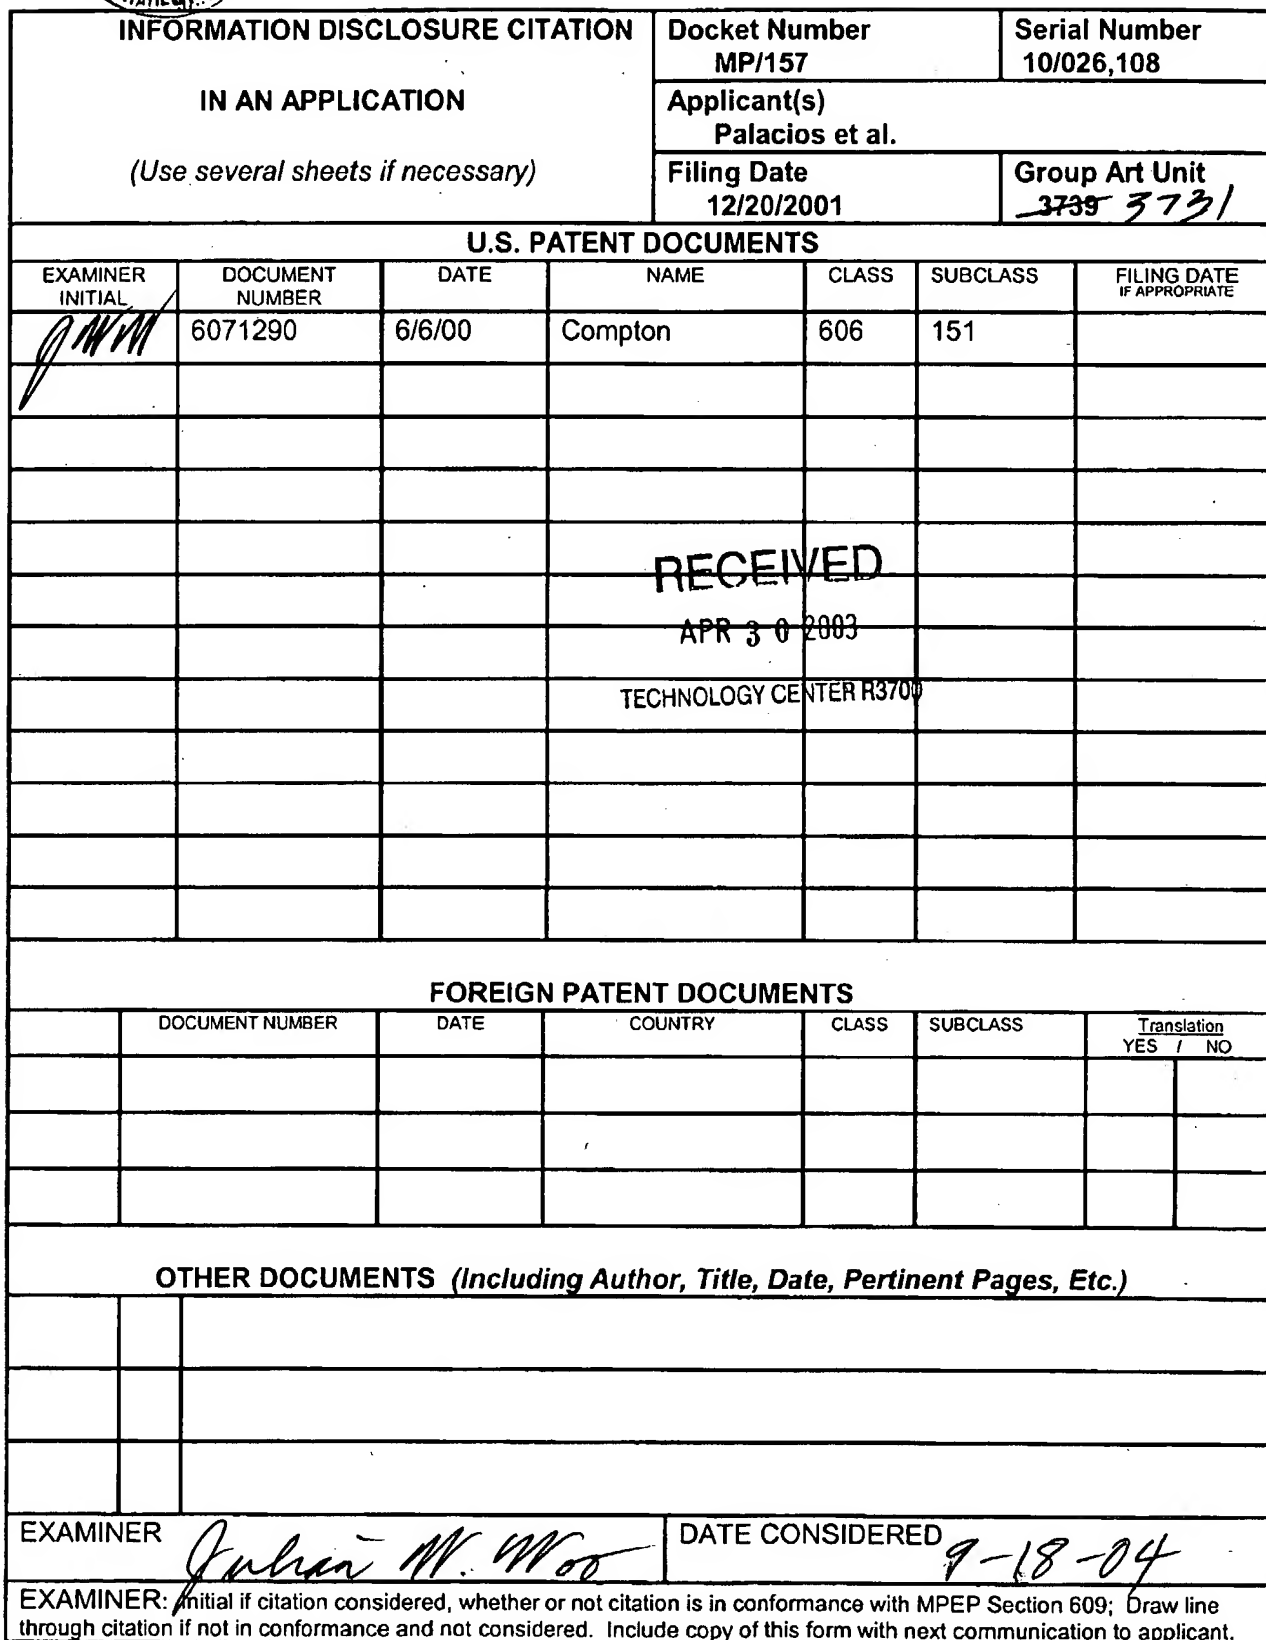 INFORMATION DISCLOSURE CITATION
IN AN APPLICATION
(Use several sheets if necessary)
Docket Number
MP/157
Serial Number
10/026,108
Applicant(s)
Palacios et al.
Filing Date
12/20/2001
Group Art Unit
3739 3731
U.S. PATENT DOCUMENTS
EXAMINER INITIAL DOCUMENT NUMBER DATE NAME CLASS SUBCLASS FILING DATE IF APPROPRIATE
JWW 6071290 6/6/00 Compton 606 151
RECEIVED
APR 30 2003
TECHNOLOGY CENTER R3700
FOREIGN PATENT DOCUMENTS
DOCUMENT NUMBER DATE COUNTRY CLASS SUBCLASS Translation
YES / NO
OTHER DOCUMENTS (Including Author, Title, Date, Pertinent Pages, Etc.)
EXAMINER Julian W. Woo DATE CONSIDERED 9-18-04
EXAMINER: Initial if citation considered, whether or not citation is in conformance with MPEP Section 609; Draw line
through citation if not in conformance and not considered. Include copy of this form with next communication to applicant.